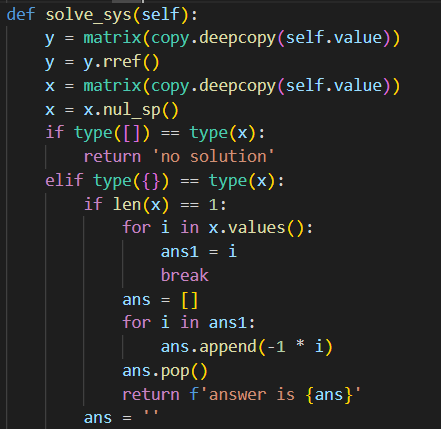 def solve_sys(self):
    y = matrix(copy.deepcopy(self.value))
    y = y.rref()
    x = matrix(copy.deepcopy(self.value))
    x = x.nul_sp()
    if type([]) == type(x):
        return 'no solution'
    elif type({}) == type(x):
        if len(x) == 1:
            for i in x.values():
                ans1 = i
                break
            ans = []
            for i in ans1:
                ans.append(-1 * i)
            ans.pop()
            return f'answer is {ans}'
        ans = ''